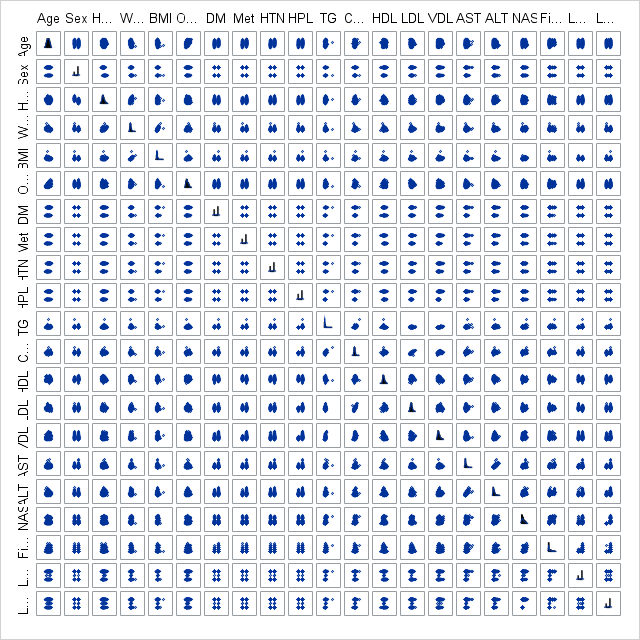 Age Sex H... W... BMI O... DM Met HTN HPL TG C... HDL LDL VDL AST ALT NAS Fi... L... L...
Age
Sex
H...
W...
BMI
O...
DM
Met
HTN
HPL
TG
C...
HDL
LDL
VDL
AST
ALT
NAS
Fi...
L...
L...